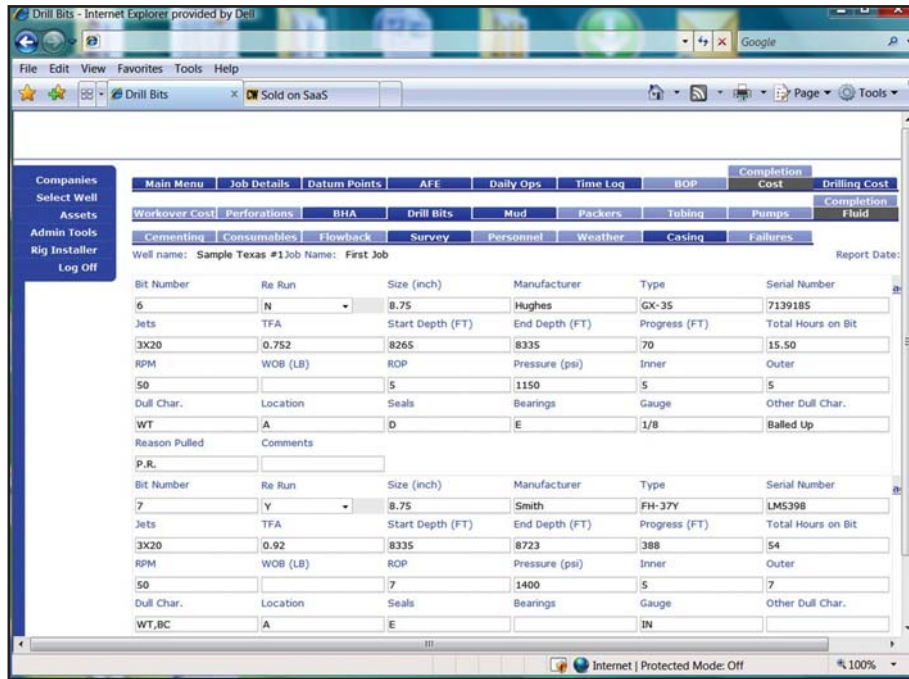 Drill Bits - Internet Explorer provided by Dell
Google
File Edit View Favorites Tools Help
Drill Bits Sold on SaaS Page Tools
Companies
Select Well
Assets
Admin Tools
Rig Installer
Log Off
Completion
Main Menu Job Details Datum Points AFE Daily Ops Time Log BOP Cost Drilling Cost
Completion
Workover Cost Perforations BHA Drill Bits Mud Packers Tubing Pumps Fluid
Cementing Consumables Flowback Survey Personnel Weather Casing Failures
Well name: Sample Texas #1Job Name: First Job Report Date:
Bit Number Re Run Size (inch) Manufacturer Type Serial Number
6 N 8.75 Hughes GX-35 7139185
Jets TFA Start Depth (FT) End Depth (FT) Progress (FT) Total Hours on Bit
3X20 0.752 8265 8335 70 15.50
RPM WOB (LB) ROP Pressure (psi) Inner Outer
50 5 1150 5 5
Dull Char. Location Seals Bearings Gauge Other Dull Char.
WT A D E 1/8 Balled Up
Reason Pulled Comments
P.R.
Bit Number Re Run Size (inch) Manufacturer Type Serial Number
7 Y 8.75 Smith FH-37Y LM5398
Jets TFA Start Depth (FT) End Depth (FT) Progress (FT) Total Hours on Bit
3X20 0.92 8335 8723 388 54
RPM WOB (LB) ROP Pressure (psi) Inner Outer
50 7 1400 5 7
Dull Char. Location Seals Bearings Gauge Other Dull Char.
WT,BC A E IN
Internet | Protected Mode: Off 100%